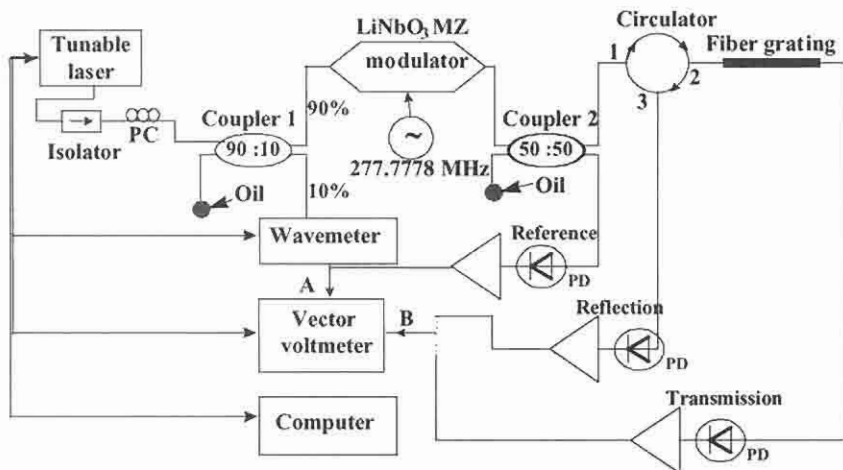 LiNbO3 MZ
modulator
Circulator
Tunable
laser
1
2
3
Fiber grating
90%
Coupler 1
Coupler 2
PC
Isolator
90 :10
~
50 :50
277.7778 MHz
Oil
10%
Oil
Wavemeter
Reference
PD
A
Vector
voltmeter
B
Reflection
PD
Transmission
Computer
PD